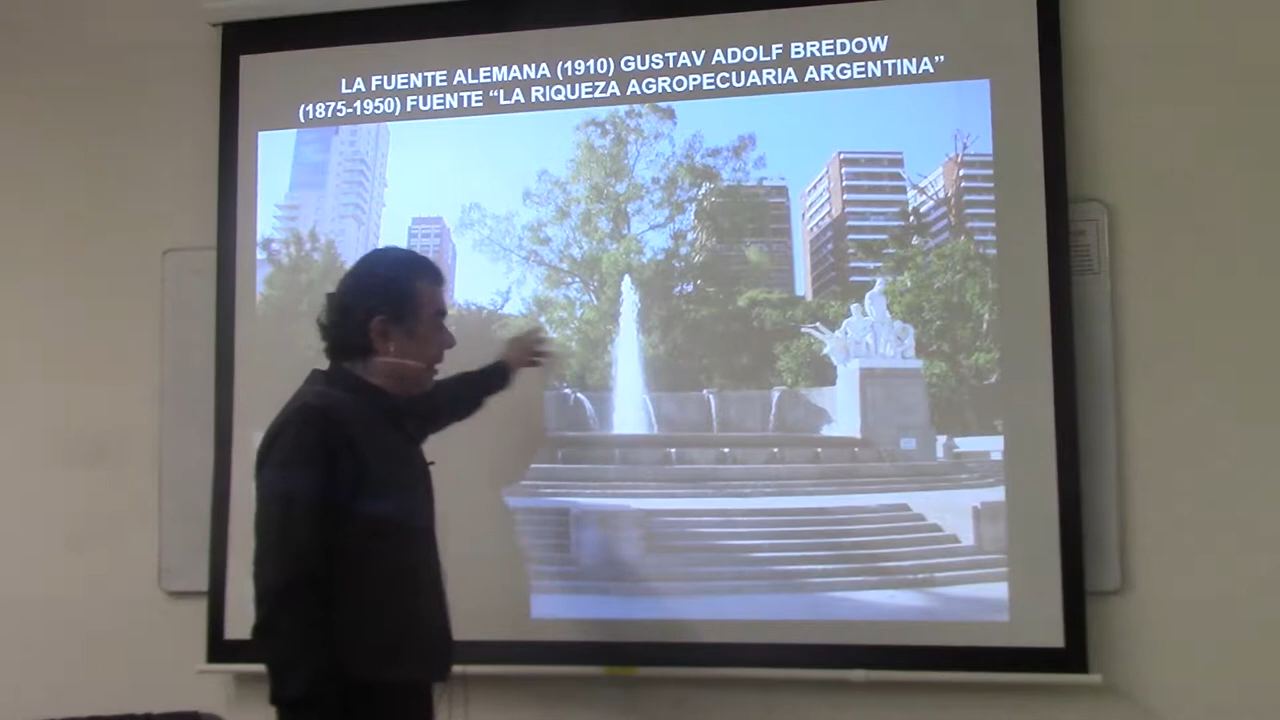 LA FUENTE ALEMANA (1910) GUSTAV ADOLF BREDOW
(1875-1950) FUENTE “LA RIQUEZA AGROPECUARIA ARGENTINA”